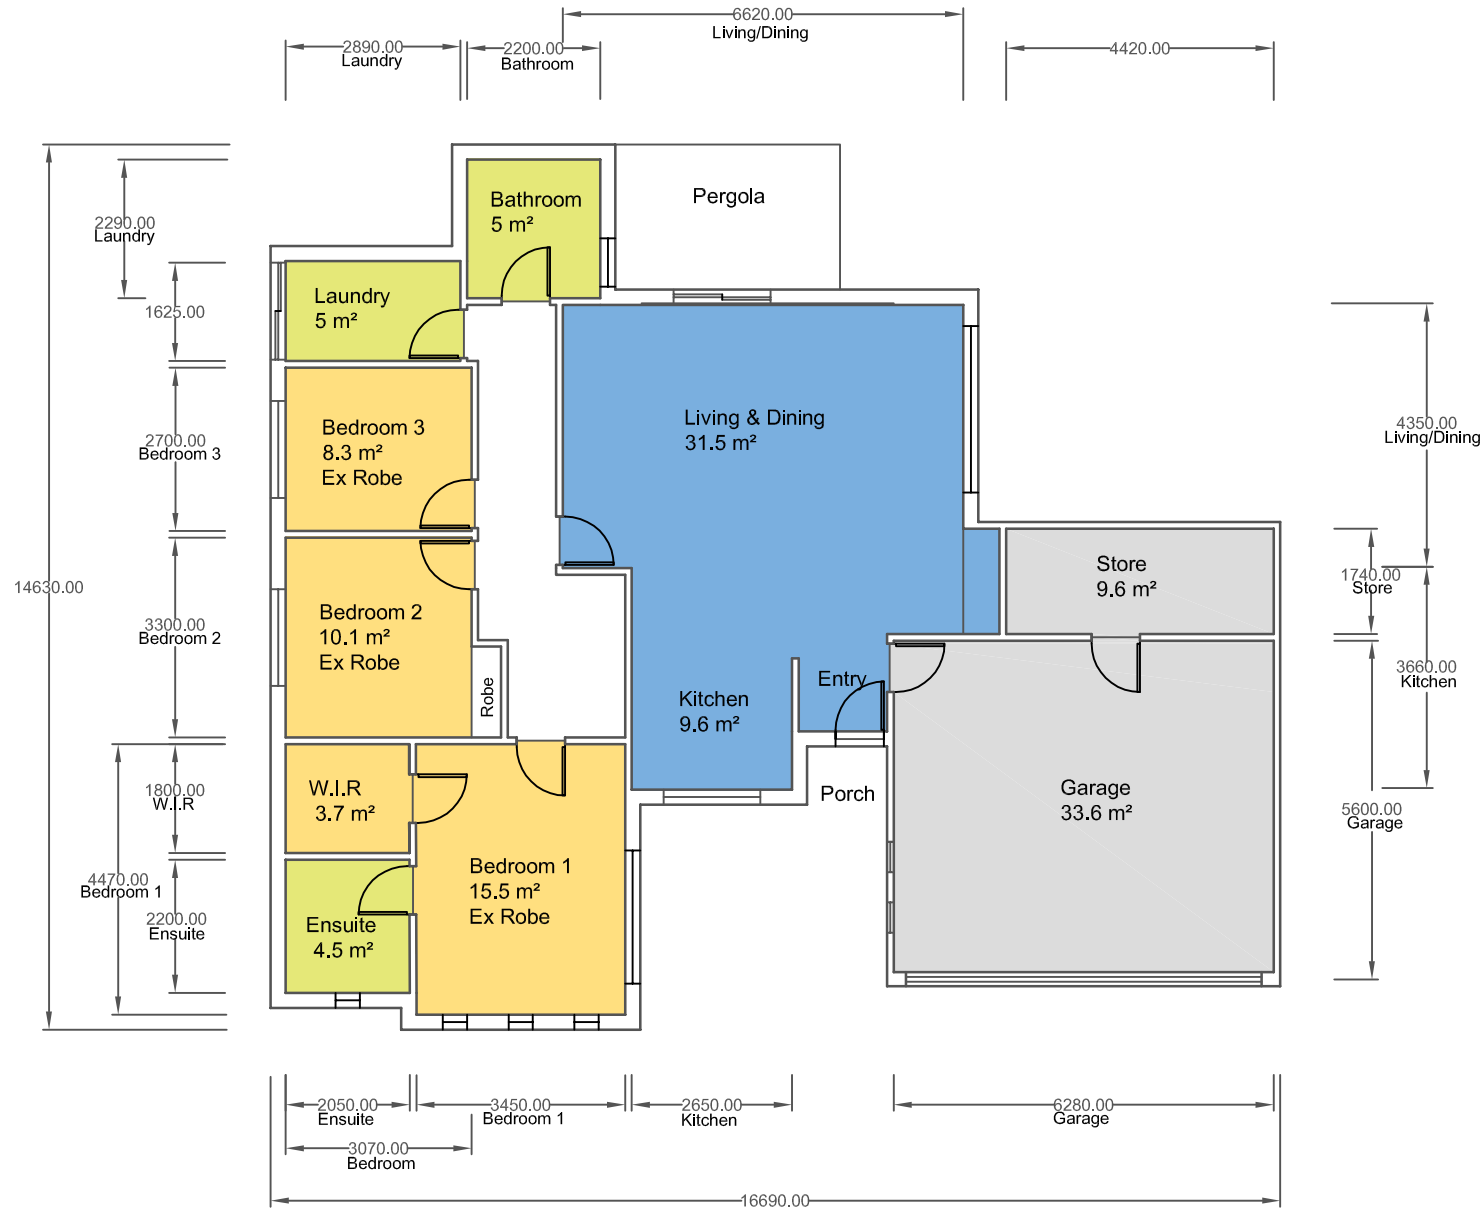 6620.00
Living/Dining
2890.00
Laundry
2200.00
Bathroom
4420.00
Pergola
Bathroom
5 m²
2290.00
Laundry
1625.00
Laundry
5 m²
Living & Dining
31.5 m²
4350.00
Living/Dining
2700.00
Bedroom 3
Bedroom 3
8.3 m²
Ex Robe
14630.00
3300.00
Bedroom 2
Bedroom 2
10.1 m²
Ex Robe
Robe
Store
9.6 m²
1740.00
Store
3660.00
Kitchen
Entry
Kitchen
9.6 m²
1800.00
W.I.R
W.I.R
3.7 m²
Porch
Garage
33.6 m²
5600.00
Garage
4470.00
Bedroom 1
2200.00
Ensuite
Ensuite
4.5 m²
Bedroom 1
15.5 m²
Ex Robe
2050.00
Ensuite
3450.00
Bedroom 1
2650.00
Kitchen
6280.00
Garage
3070.00
Bedroom
16690.00